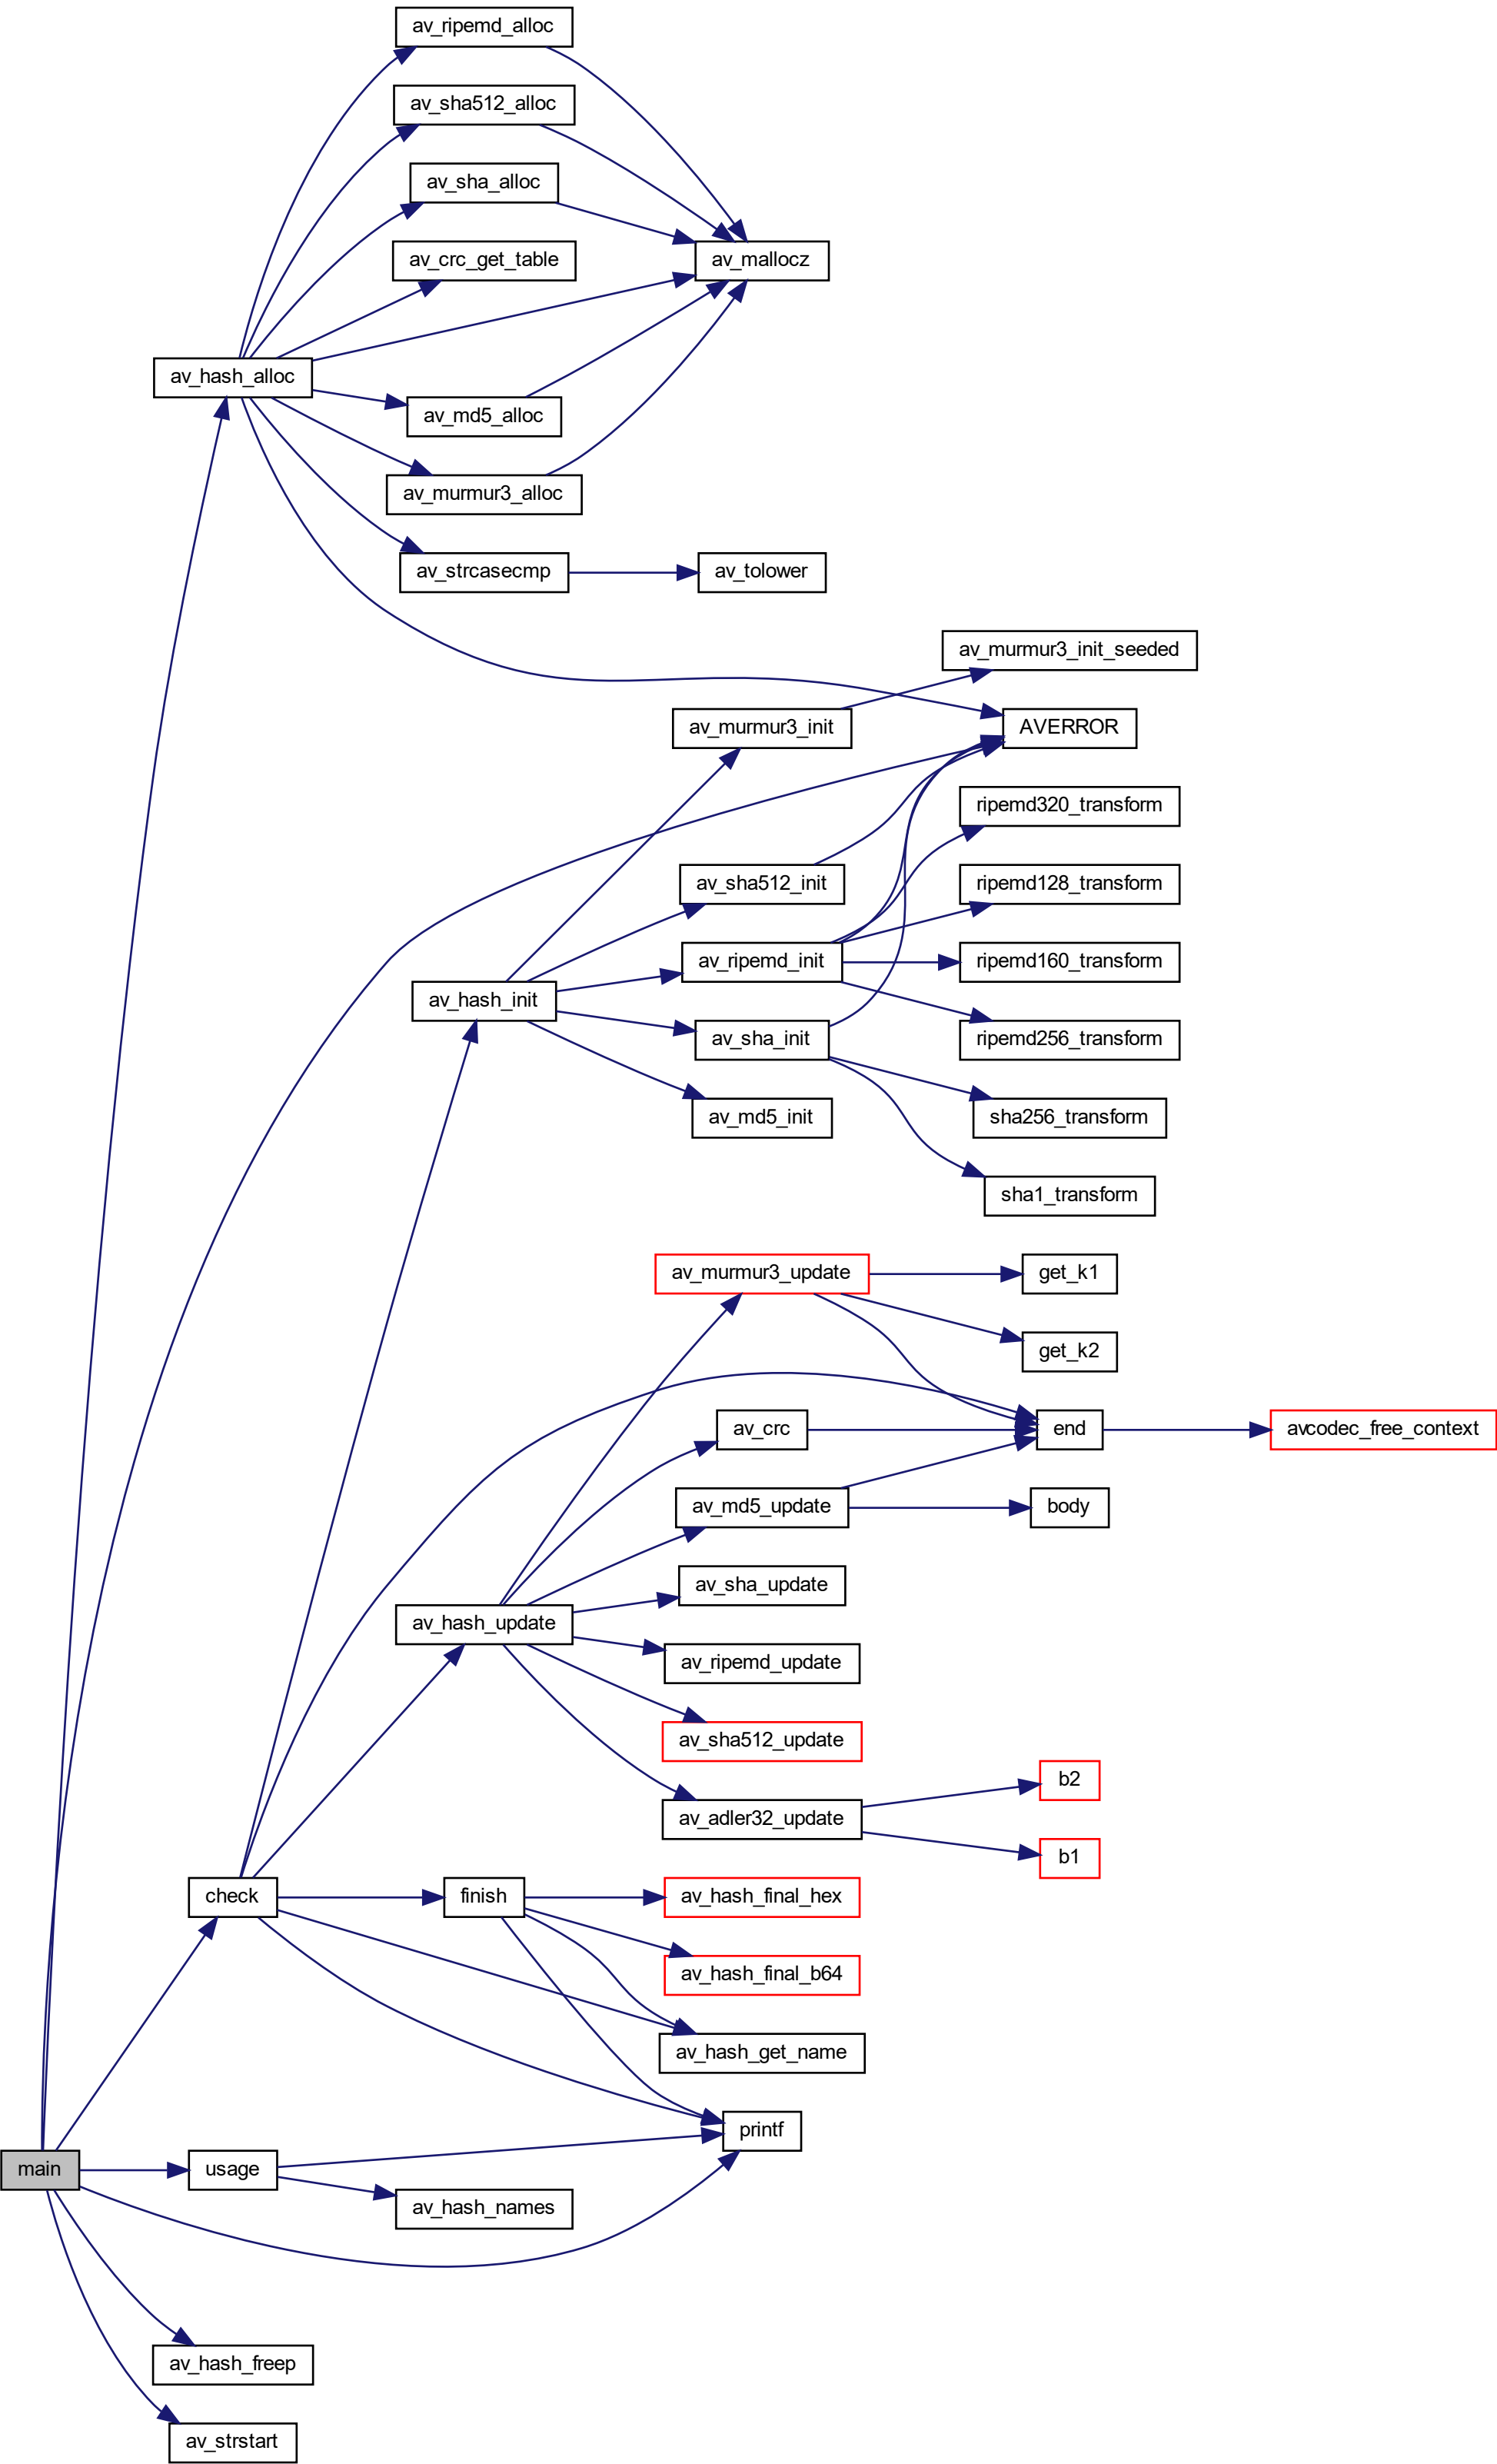 av_ripemd_alloc
av_sha512_alloc
av_sha_alloc
av_crc_get_table
av_mallocz
av_hash_alloc
av_md5_alloc
av_murmur3_alloc
av_strcasecmp
av_tolower
av_murmur3_init_seeded
av_murmur3_init
AVERROR
ripemd320_transform
av_sha512_init
ripemd128_transform
av_ripemd_init
ripemd160_transform
av_hash_init
av_sha_init
ripemd256_transform
av_md5_init
sha256_transform
sha1_transform
av_murmur3_update
get_k1
get_k2
av_crc
end
avcodec_free_context
av_md5_update
body
av_sha_update
av_hash_update
av_ripemd_update
av_sha512_update
b2
av_adler32_update
b1
check
finish
av_hash_final_hex
av_hash_final_b64
av_hash_get_name
printf
main
usage
av_hash_names
av_hash_freep
av_strstart